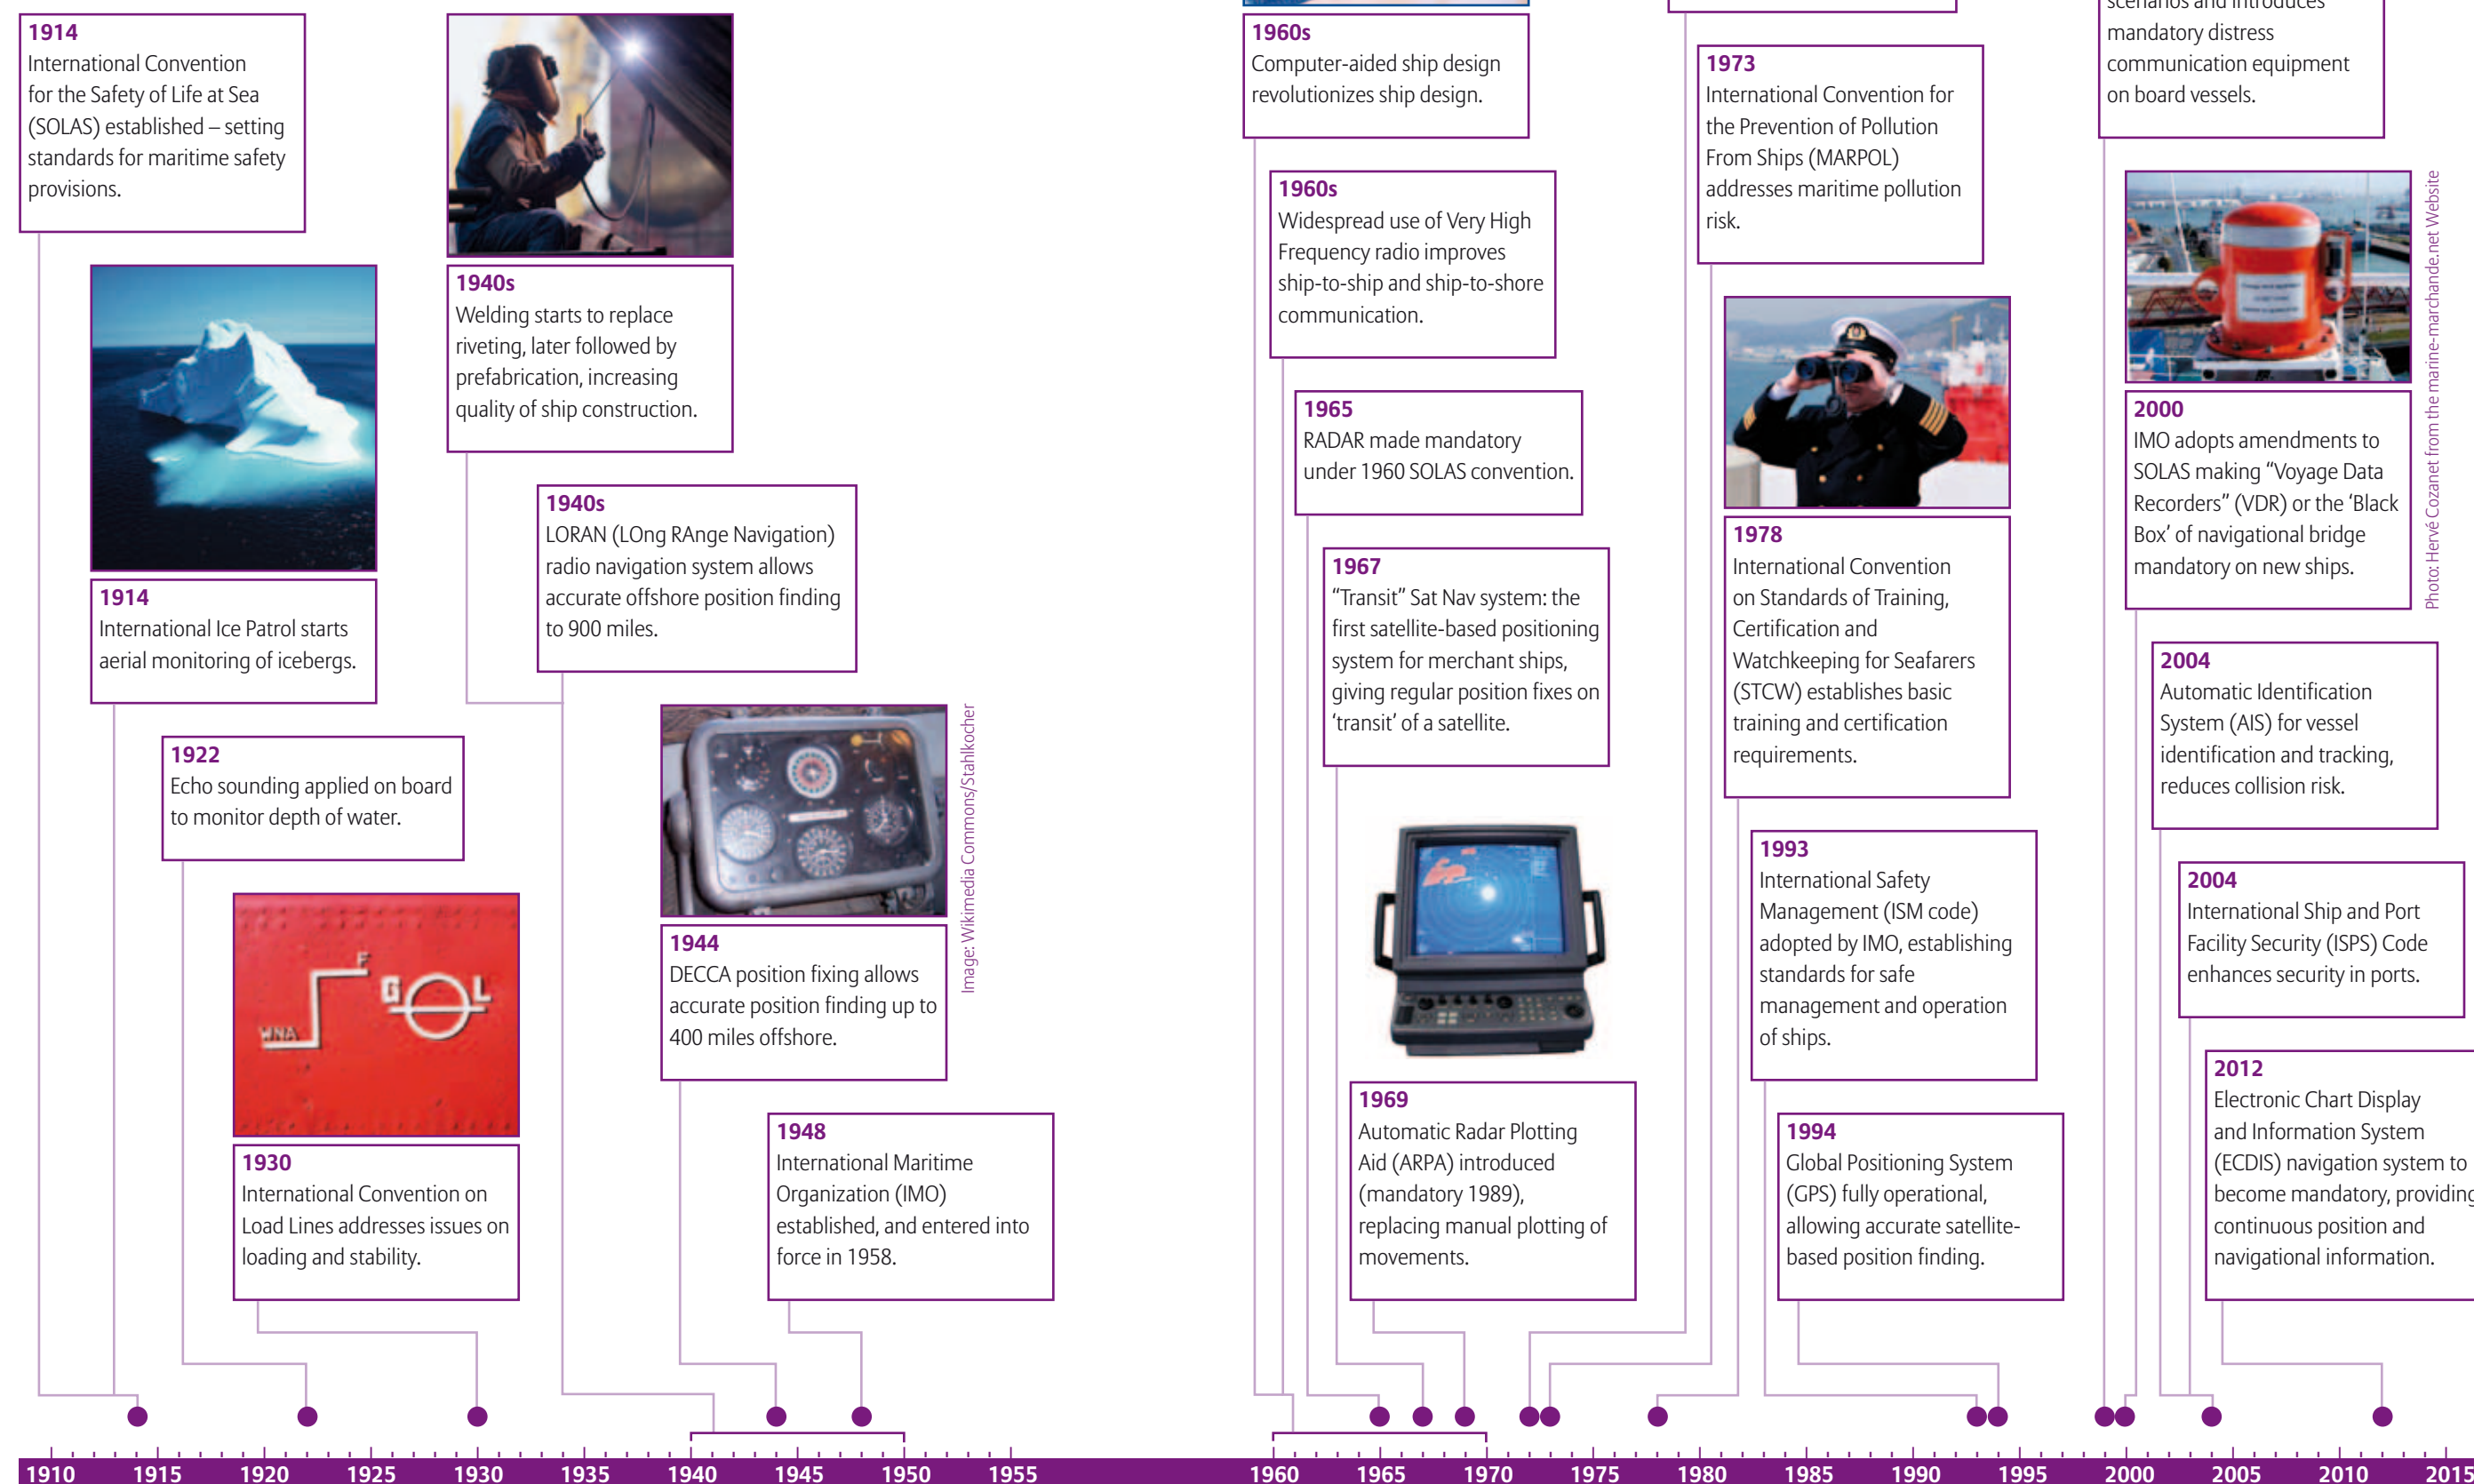 1914
International Convention
for the Safety of Life at Sea
(SOLAS) established – setting
standards for maritime safety
provisions.
1914
International Ice Patrol starts
aerial monitoring of icebergs.
1922
Echo sounding applied on board
to monitor depth of water.
WNA
F
G L
1930
International Convention on
Load Lines addresses issues on
loading and stability.
1940s
Welding starts to replace
riveting, later followed by
prefabrication, increasing
quality of ship construction.
1940s
LORAN (LOng RAnge Navigation)
radio navigation system allows
accurate offshore position finding
to 900 miles.
Image: Wikimedia Commons/Stahlkocher
1944
DECCA position fixing allows
accurate position finding up to
400 miles offshore.
1948
International Maritime
Organization (IMO)
established, and entered into
force in 1958.
1960s
Computer-aided ship design
revolutionizes ship design.
1960s
Widespread use of Very High
Frequency radio improves
ship-to-ship and ship-to-shore
communication.
1965
RADAR made mandatory
under 1960 SOLAS convention.
1967
“Transit” Sat Nav system: the
first satellite-based positioning
system for merchant ships,
giving regular position fixes on
‘transit’ of a satellite.
1969
Automatic Radar Plotting
Aid (ARPA) introduced
(mandatory 1989),
replacing manual plotting of
movements.
1973
International Convention for
the Prevention of Pollution
From Ships (MARPOL)
addresses maritime pollution
risk.
1978
International Convention
on Standards of Training,
Certification and
Watchkeeping for Seafarers
(STCW) establishes basic
training and certification
requirements.
1993
International Safety
Management (ISM code)
adopted by IMO, establishing
standards for safe
management and operation
of ships.
1994
Global Positioning System
(GPS) fully operational,
allowing accurate satellite-
based position finding.
scenarios and introduces
mandatory distress
communication equipment
on board vessels.
Photo: Hervé Cozanet from the marine-marchande.net Website
2000
IMO adopts amendments to
SOLAS making “Voyage Data
Recorders” (VDR) or the ‘Black
Box’ of navigational bridge
mandatory on new ships.
2004
Automatic Identification
System (AIS) for vessel
identification and tracking,
reduces collision risk.
2004
International Ship and Port
Facility Security (ISPS) Code
enhances security in ports.
2012
Electronic Chart Display
and Information System
(ECDIS) navigation system to
become mandatory, providing
continuous position and
navigational information.
1910 1915 1920 1925 1930 1935 1940 1945 1950 1955 1960 1965 1970 1975 1980 1985 1990 1995 2000 2005 2010 2015